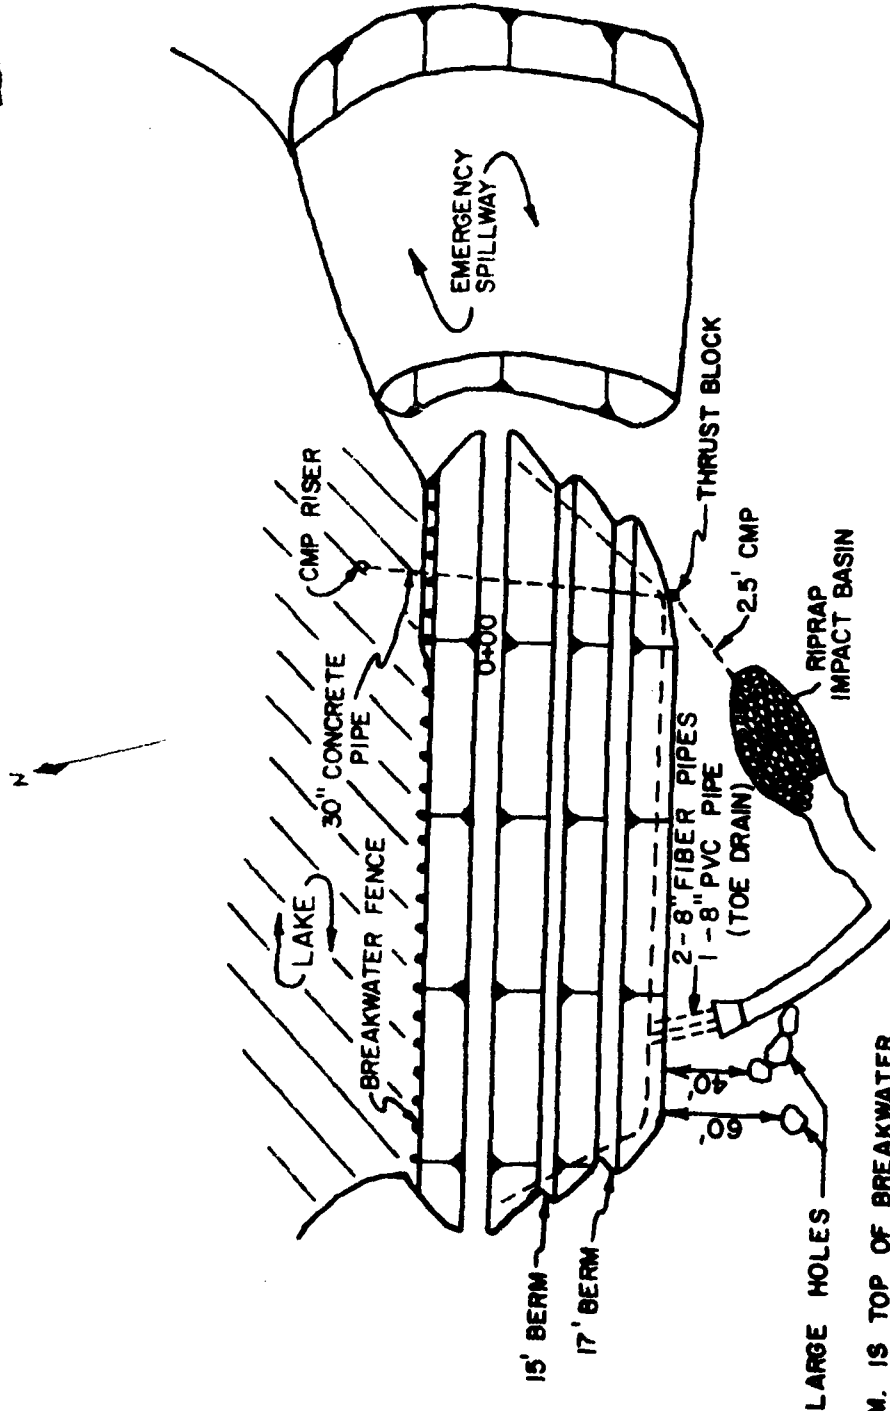 N
EMERGENCY
SPILLWAY
CMP RISER
THRUST BLOCK
30" CONCRETE
PIPE
0+00
2.5' CMP
RIPRAP
IMPACT BASIN
LAKE
BREAKWATER FENCE
2-8" FIBER PIPES
1-8" PVC PIPE
(TOE DRAIN)
40'
60'
15' BERM
17' BERM
LARGE HOLES
M. IS TOP OF BREAKWATER